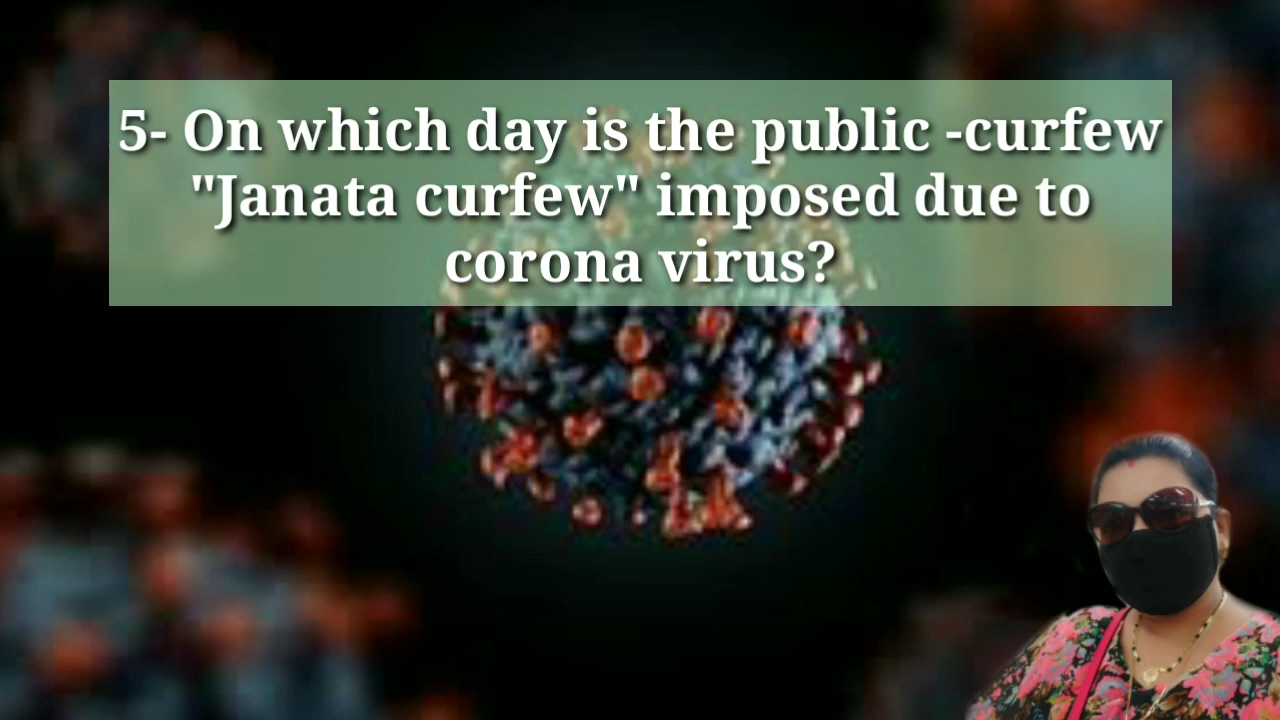 5- On which day is the public -curfew
"Janata curfew" imposed due to
corona virus?